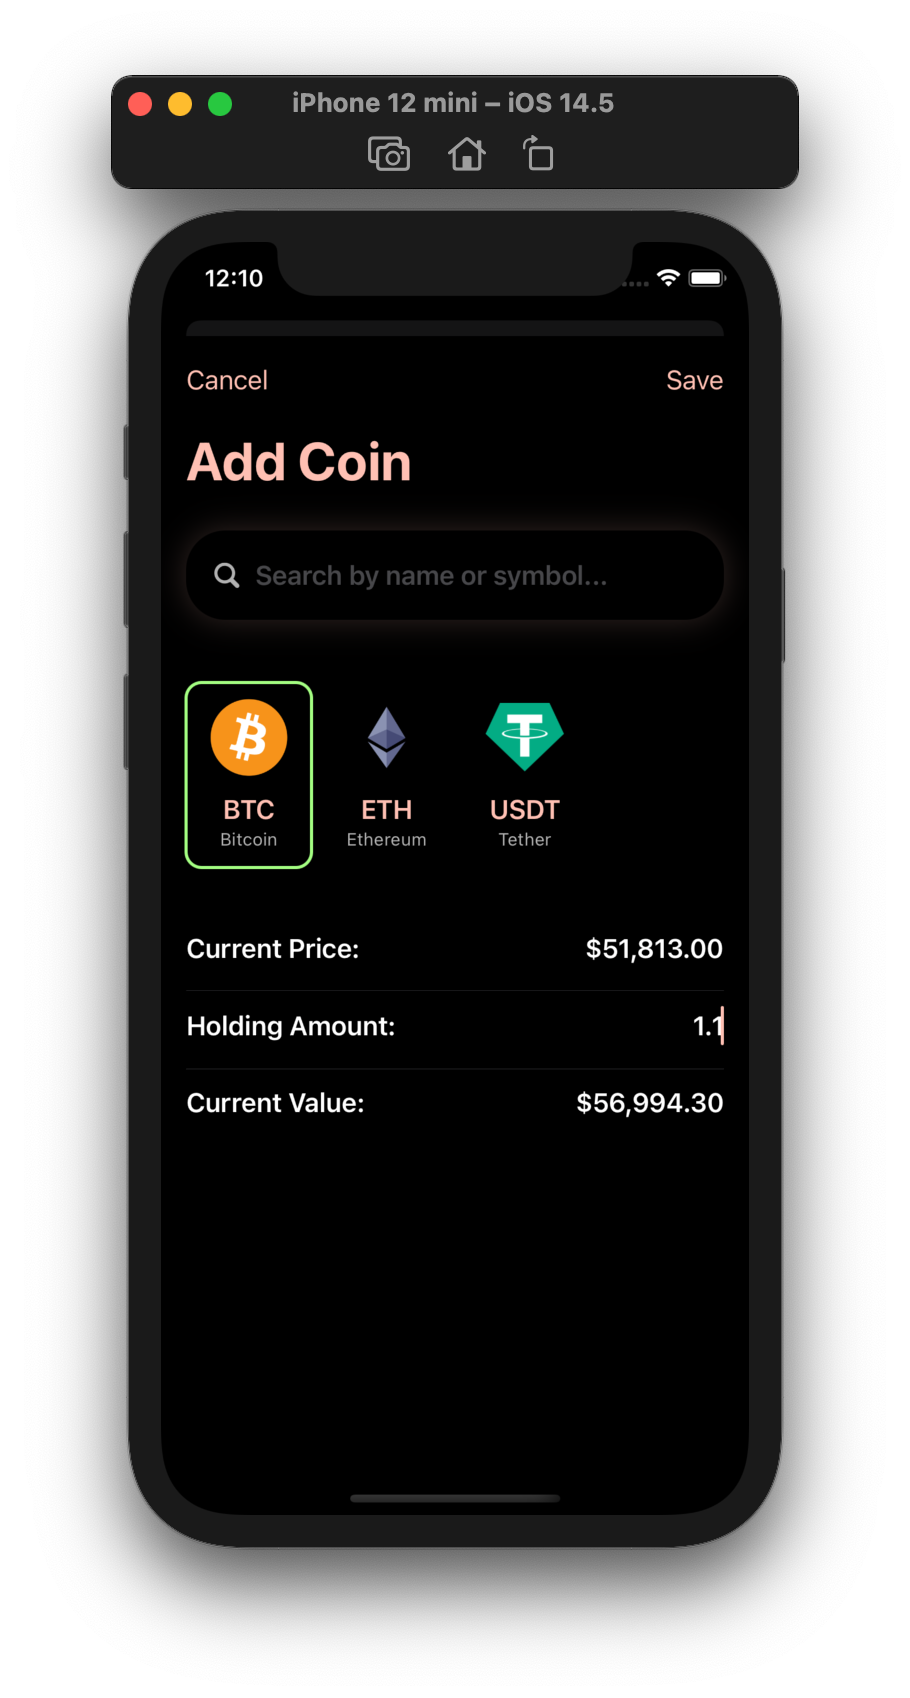 iPhone 12 mini – iOS 14.5
12:10
Cancel Save
Add Coin
Search by name or symbol...
BTC ETH USDT
Bitcoin Ethereum Tether
Current Price: $51,813.00
Holding Amount: 1.1
Current Value: $56,994.30